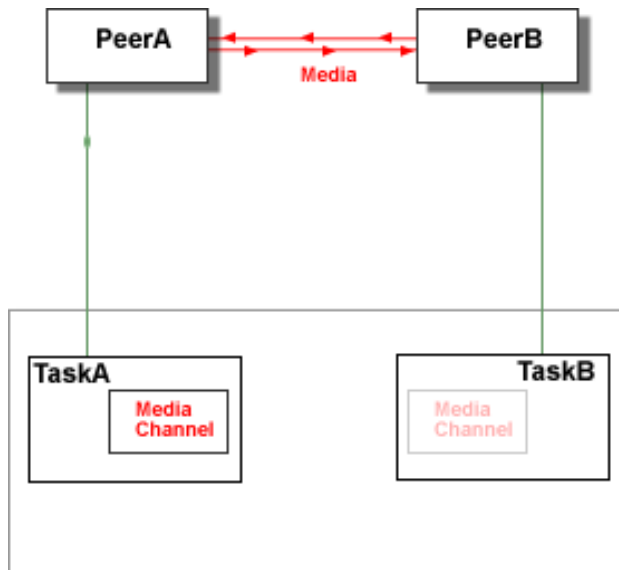 PeerA
PeerB
Media
TaskA
TaskB
Media
Channel
Media
Channel